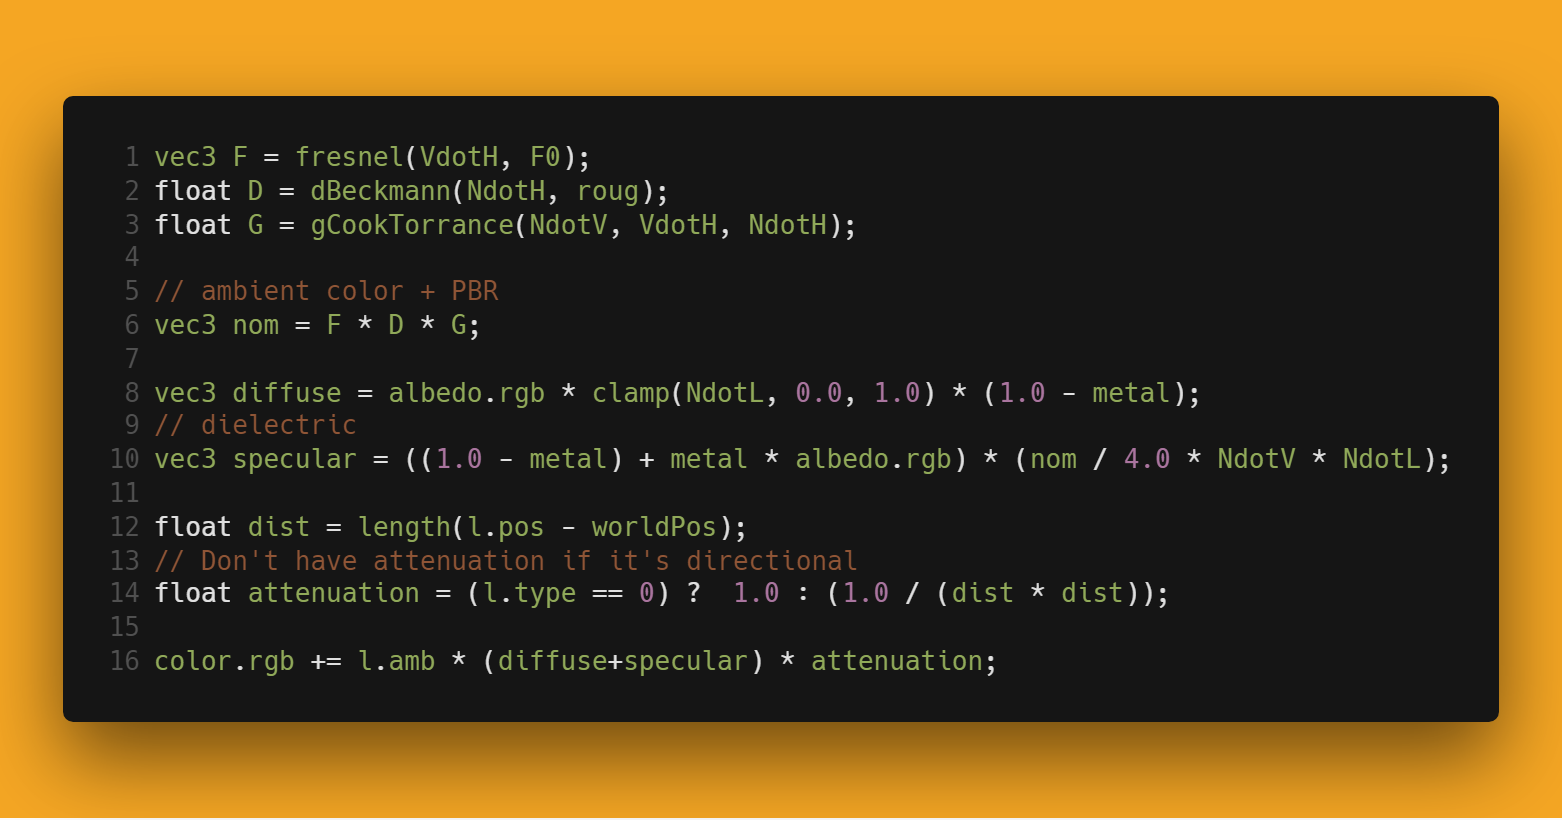 1 vec3 F = fresnel(VdotH, F0);
2 float D = dBeckmann(NdotH, roug);
3 float G = gCookTorrance(NdotV, VdotH, NdotH);
4
5 // ambient color + PBR
6 vec3 nom = F * D * G;
7
8 vec3 diffuse = albedo.rgb * clamp(NdotL, 0.0, 1.0) * (1.0 - metal);
9 // dielectric
10 vec3 specular = ((1.0 - metal) + metal * albedo.rgb) * (nom / 4.0 * NdotV * NdotL);
11
12 float dist = length(l.pos - worldPos);
13 // Don't have attenuation if it's directional
14 float attenuation = (l.type == 0) ?  1.0 : (1.0 / (dist * dist));
15
16 color.rgb += l.amb * (diffuse+specular) * attenuation;